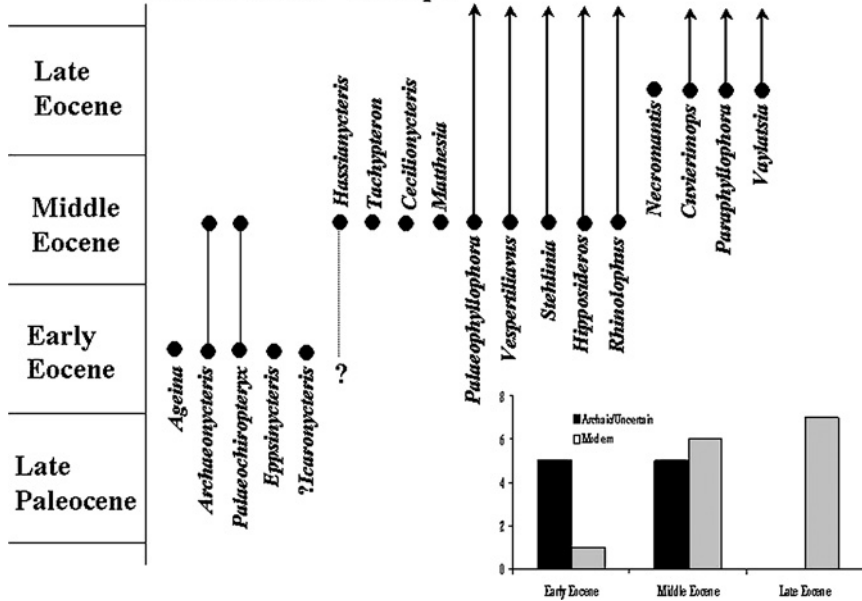 Late
Eocene
Middle
Eocene
Early
Eocene
Late
Paleocene
Ageina
Archaeonycteris
Palaeochiropteryx
Eppsinycteris
?Icaronycteris
Hassianycteris
?
Tachypteron
Cecilionycteris
Matthesia
Palaeophyllophora
Vespertiliavus
Stehlinia
Hipposideros
Rhinolophus
Necromantis
Cuvierimops
Paraphyllophora
Vaylatsia
8
6
4
2
0
Archaic/Uncertain
Modern
Early Eocene
Middle Eocene
Late Eocene